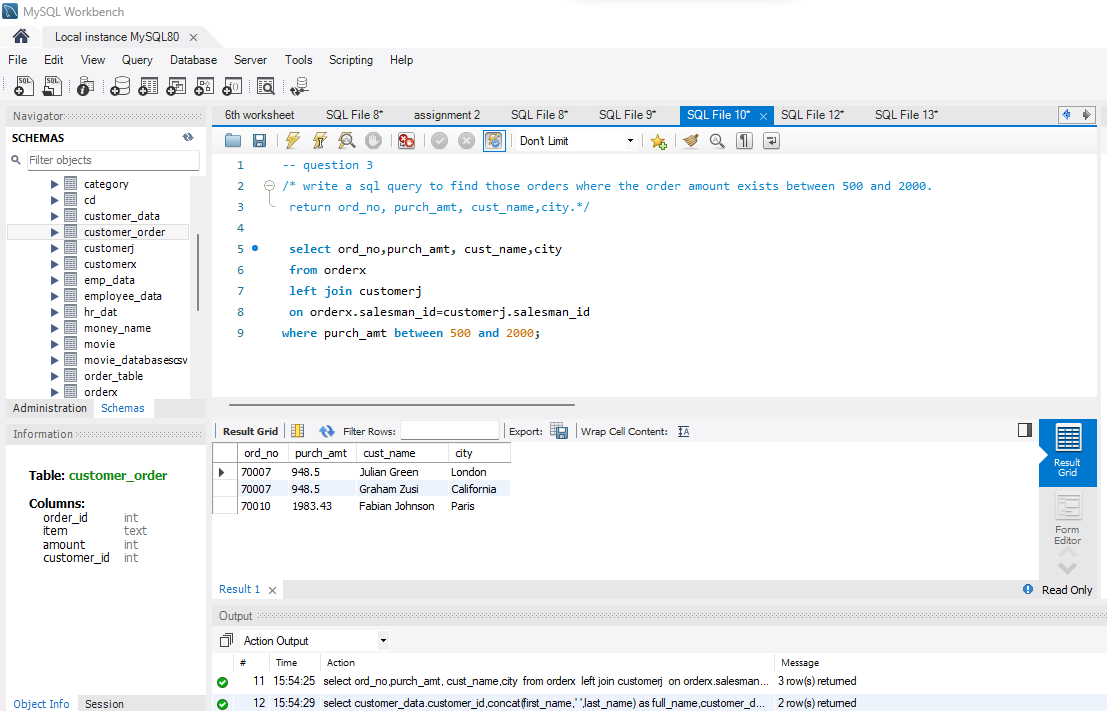 MySQL Workbench
Local instance MySQL80
File Edit View Query Database Server Tools Scripting Help
Navigator
SCHEMAS
Filter objects
category
cd
customer_data
customer_order
customerj
customerx
emp_data
employee_data
hr_dat
money_name
movie
movie_databasescsv
order_table
orderx
Administration Schemas
Information
Table: customer_order
Columns:
order_id int
item text
amount int
customer_id int
Object Info Session
6th worksheet SQL File 8* assignment 2 SQL File 8* SQL File 9* SQL File 10* SQL File 12* SQL File 13*
Don't Limit
1 -- question 3
2 /* write a sql query to find those orders where the order amount exists between 500 and 2000.
3 return ord_no, purch_amt, cust_name,city.*/
4
5 select ord_no,purch_amt, cust_name,city
6 from orderx
7 left join customerj
8 on orderx.salesman_id=customerj.salesman_id
9 where purch_amt between 500 and 2000;
Result Grid Filter Rows: Export: Wrap Cell Content:
ord_no purch_amt cust_name city
70007 948.5 Julian Green London
70007 948.5 Graham Zusi California
70010 1983.43 Fabian Johnson Paris
Result Grid
Form Editor
Result 1 Read Only
Output
Action Output
# Time Action Message
11 15:54:25 select ord_no,purch_amt, cust_name,city from orderx left join customerj on orderx.salesman... 3 row(s) returned
12 15:54:29 select customer_data.customer_id,concat(first_name,' ',last_name) as full_name,customer_d... 2 row(s) returned